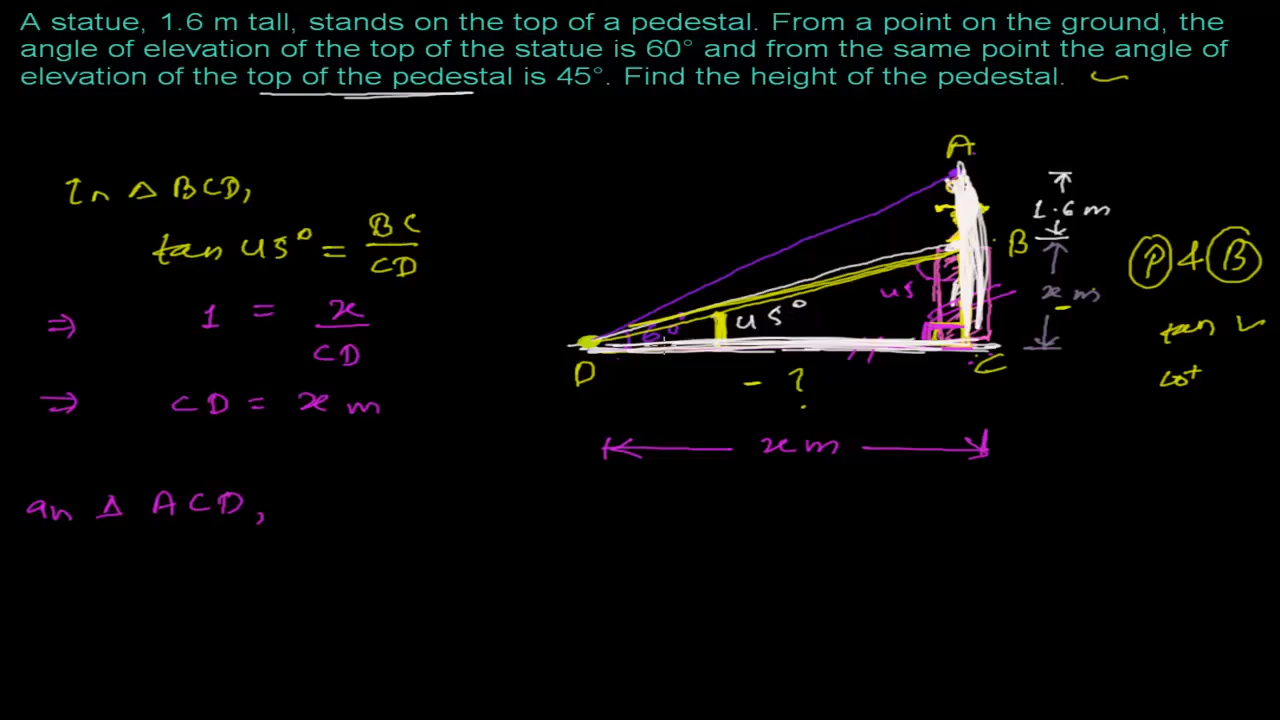 A statue, 1.6 m tall, stands on the top of a pedestal. From a point on the ground, the
angle of elevation of the top of the statue is 60° and from the same point the angle of
elevation of the top of the pedestal is 45°. Find the height of the pedestal.
In Δ BCD,
tan 45° = BC
CD
⇒ 1 = x
CD
⇒ CD = x m
In Δ ACD,
A
1.6 m
B
x m
45
45°
60°
D
C
- ?
x m
P & B
tan
cot